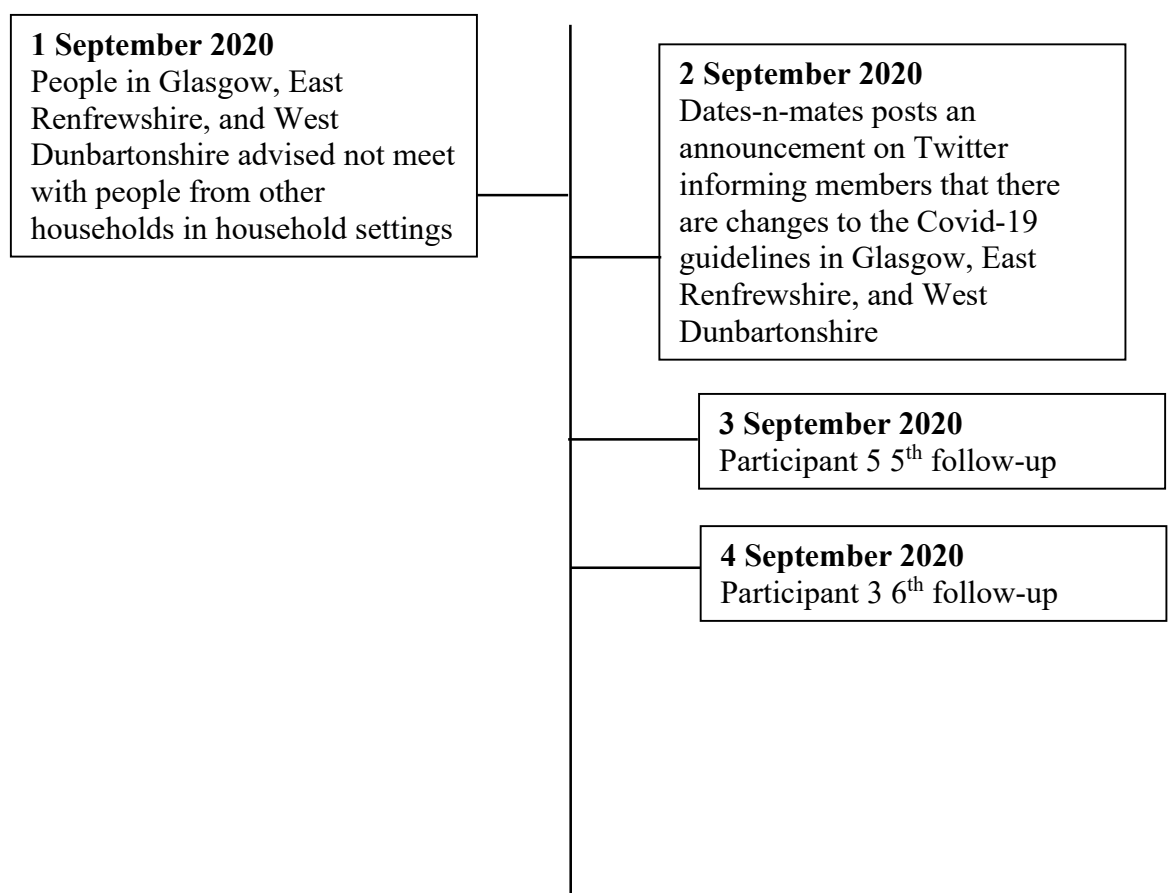 1 September 2020
People in Glasgow, East
Renfrewshire, and West
Dunbartonshire advised not meet
with people from other
households in household settings
2 September 2020
Dates-n-mates posts an
announcement on Twitter
informing members that there
are changes to the Covid-19
guidelines in Glasgow, East
Renfrewshire, and West
Dunbartonshire
3 September 2020
Participant 5 5th follow-up
4 September 2020
Participant 3 6th follow-up